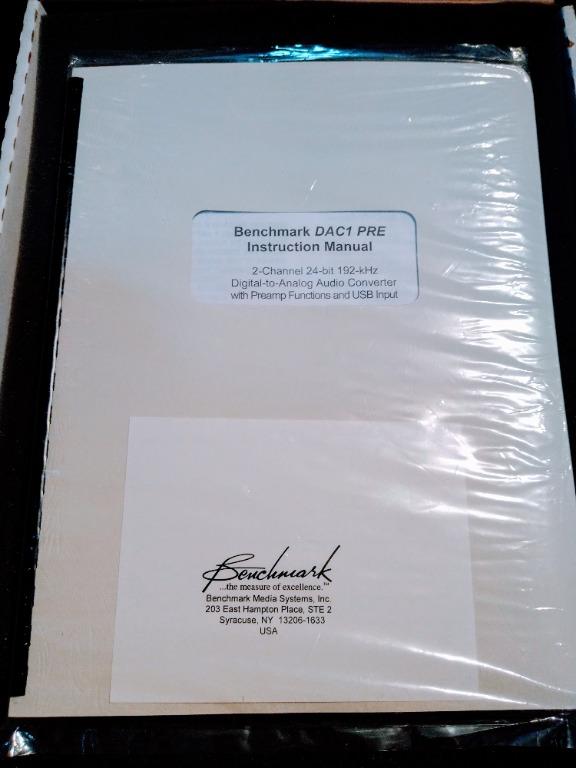 Benchmark DAC1 PRE
Instruction Manual
2-Channel 24-bit 192-kHz
Digital-to-Analog Audio Converter
with Preamp Functions and USB Input
Benchmark
...the measure of excellence.™
Benchmark Media Systems, Inc.
203 East Hampton Place, STE 2
Syracuse, NY 13206-1633
USA